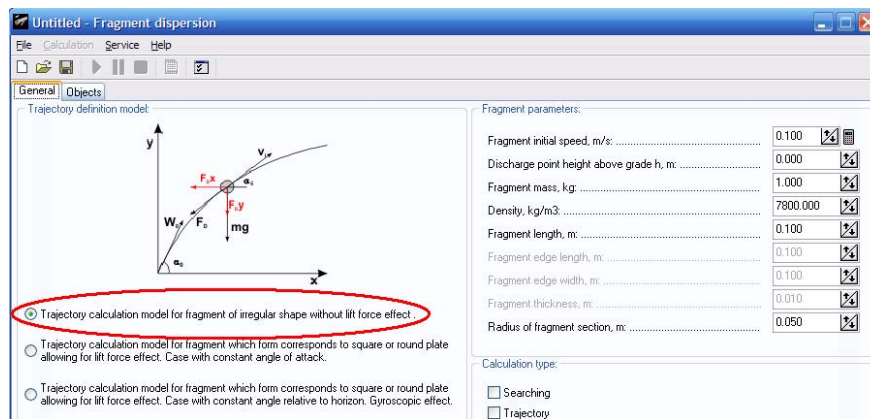 Untitled - Fragment dispersion
File Calculation Service Help
General Objects
Trajectory definition model:
y
V
F x
α
F y
W
F D
mg
α
x
Trajectory calculation model for fragment of irregular shape without lift force effect .
Trajectory calculation model for fragment which form corresponds to square or round plate
allowing for lift force effect. Case with constant angle of attack.
Trajectory calculation model for fragment which form corresponds to square or round plate
allowing for lift force effect. Case with constant angle relative to horizon. Gyroscopic effect.
Fragment parameters:
Fragment initial speed, m/s: 0.100
Discharge point height above grade h, m: 0.000
Fragment mass, kg: 1.000
Density, kg/m3: 7800.000
Fragment length, m: 0.100
Fragment edge length, m: 0.100
Fragment edge width, m: 0.100
Fragment thickness, m: 0.010
Radius of fragment section, m: 0.050
Calculation type:
Searching
Trajectory